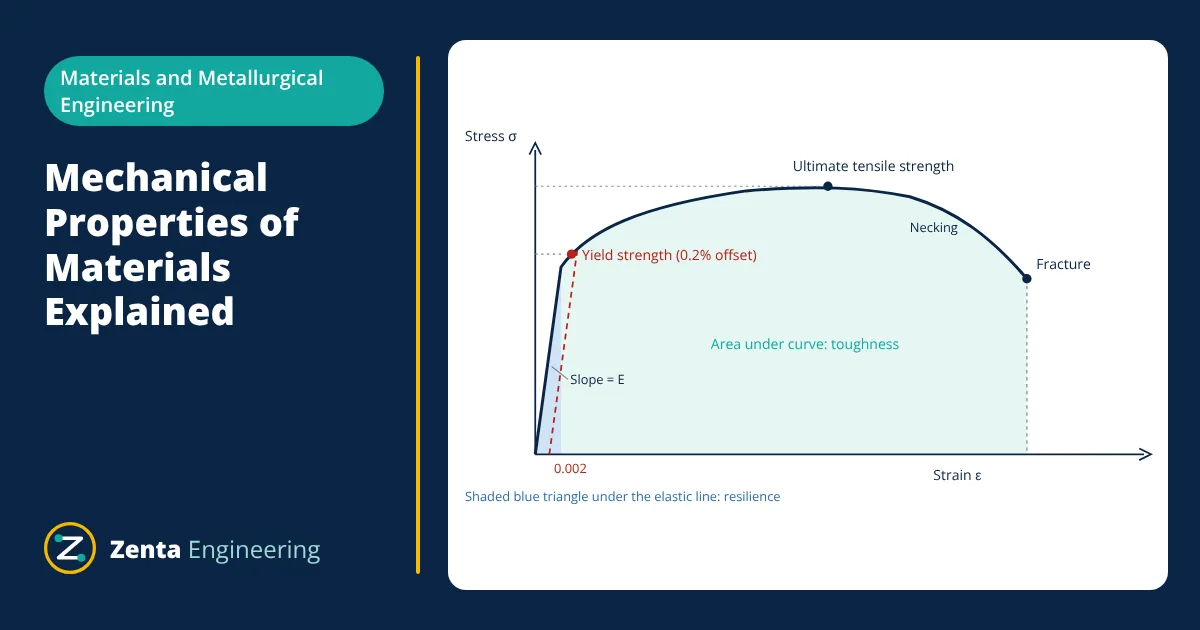 Materials and Metallurgical
Engineering
Mechanical
Properties of
Materials
Explained
Zenta Engineering
Stress σ
Ultimate tensile strength
Necking
Yield strength (0.2% offset)
Fracture
Area under curve: toughness
Slope = E
0.002
Strain ε
Shaded blue triangle under the elastic line: resilience